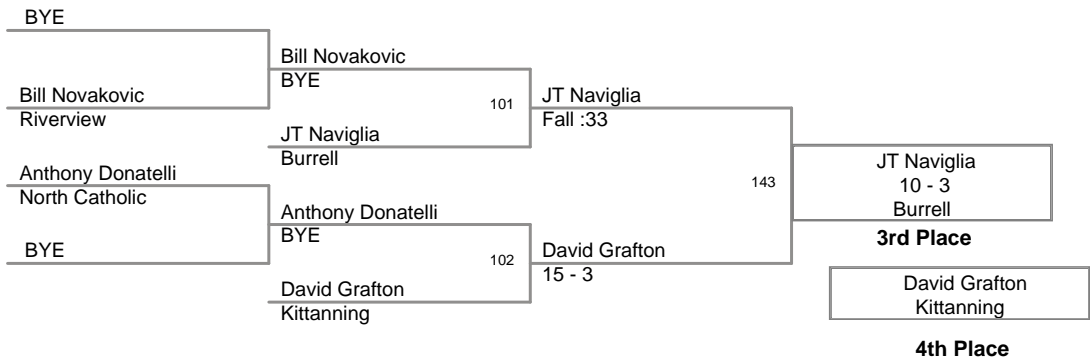 BYE
Bill Novakovic
Riverview
Anthony Donatelli
North Catholic
BYE
Bill Novakovic
BYE
101
JT Naviglia
Burrell
Anthony Donatelli
BYE
102
David Grafton
Kittanning
JT Naviglia
Fall :33
143
David Grafton
15 - 3
JT Naviglia
10 - 3
Burrell
3rd Place
David Grafton
Kittanning
4th Place